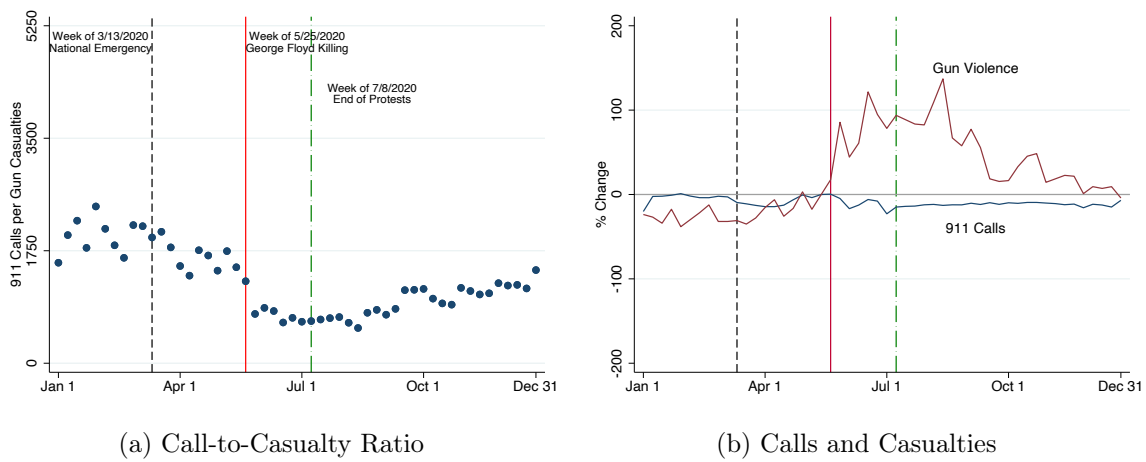 911 Calls per Gun Casualties
5250
3500
1750
0
Week of 3/13/2020
National Emergency
Week of 5/25/2020
George Floyd Killing
Week of 7/8/2020
End of Protests
Jan 1 Apr 1 Jul 1 Oct 1 Dec 31
(a) Call-to-Casualty Ratio
% Change
200
100
0
-100
-200
Gun Violence
911 Calls
Jan 1 Apr 1 Jul 1 Oct 1 Dec 31
(b) Calls and Casualties